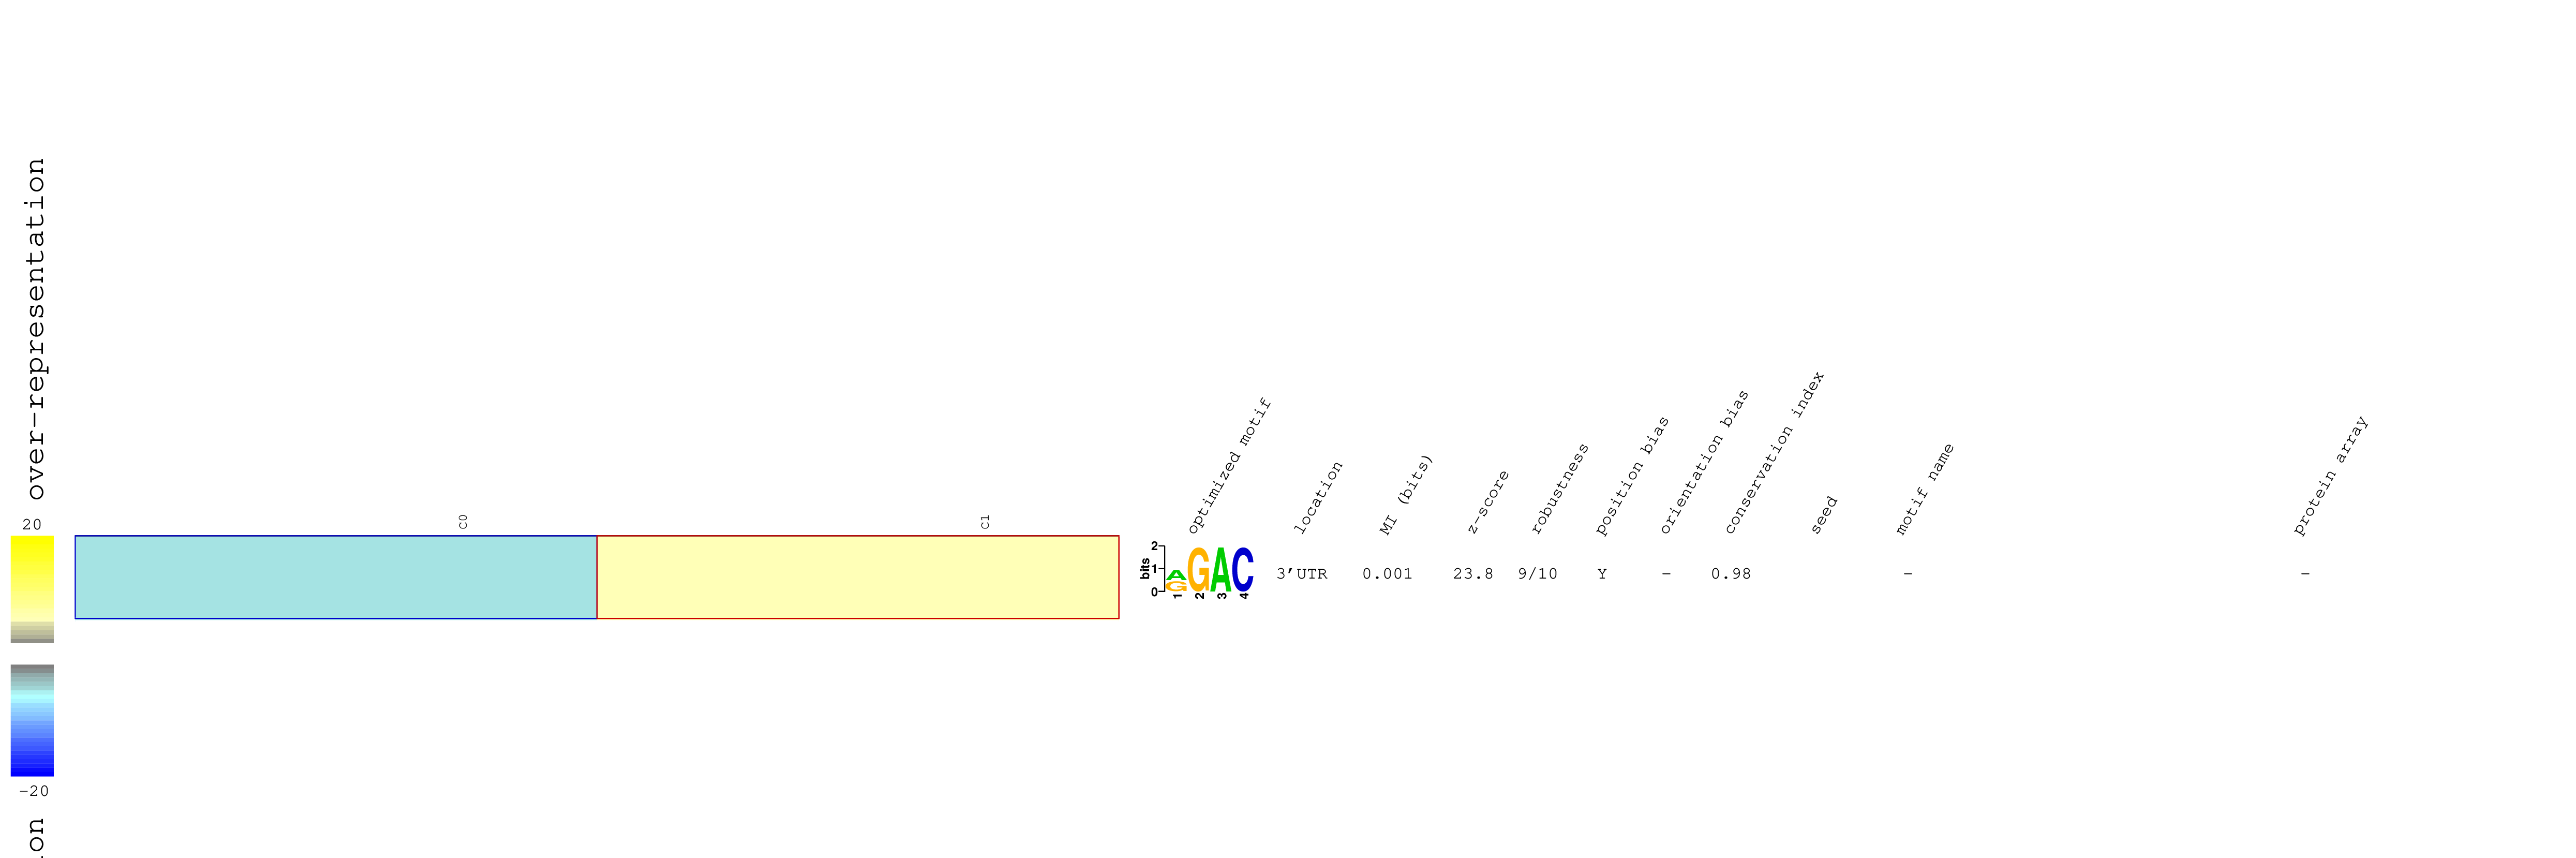 over-representation
20
-20
C0
C1
optimized motif
location
MI (bits)
z-score
robustness
position bias
orientation bias
conservation index
seed
motif name
protein array
bits
2
1
0
AGGAC
1 2 3 4
3'UTR 0.001 23.8 9/10 Y - 0.98 - -